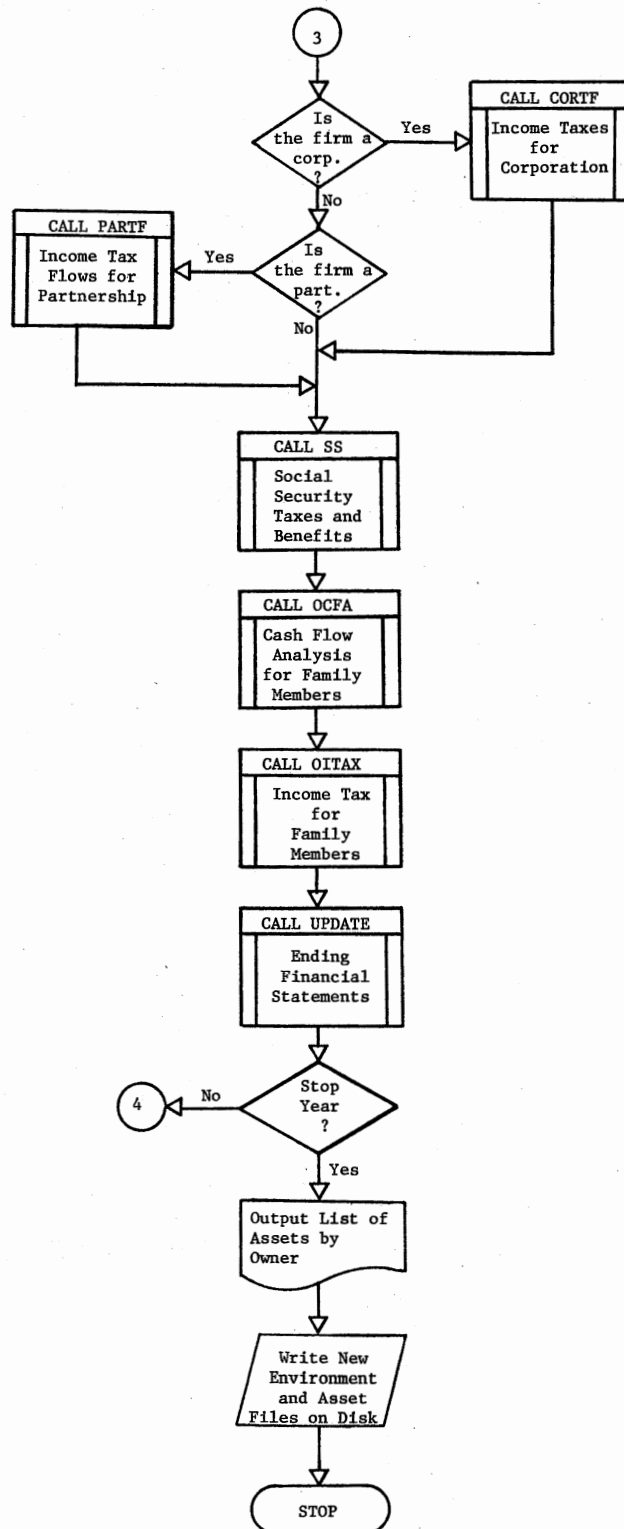 3
Is
the firm a
corp.
?
Yes
No
CALL CORTF
Income Taxes
for
Corporation
CALL PARTF
Income Tax
Flows for
Partnership
Yes
Is
the firm a
part.
?
No
CALL SS
Social
Security
Taxes and
Benefits
CALL OCFA
Cash Flow
Analysis
for Family
Members
CALL OITAX
Income Tax
for
Family
Members
CALL UPDATE
Ending
Financial
Statements
4
No
Stop
Year
?
Yes
Output List of
Assets by
Owner
Write New
Environment
and Asset
Files on Disk
STOP